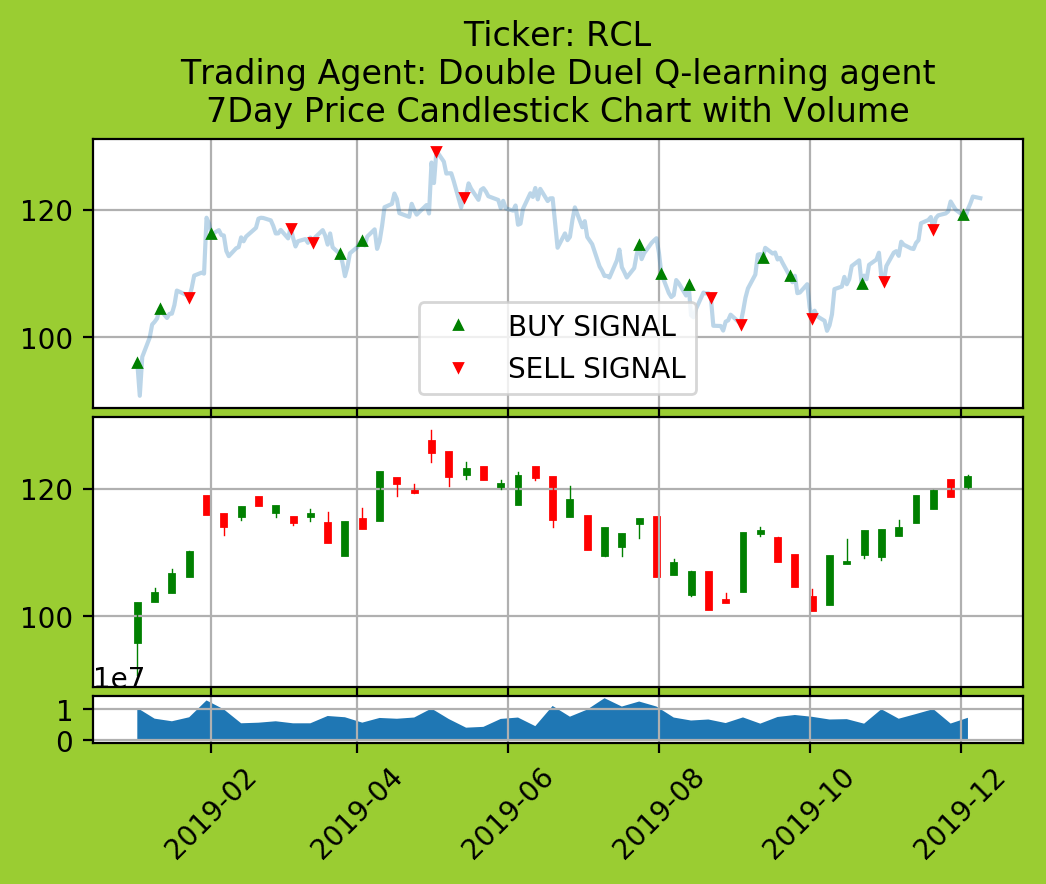 Ticker: RCL
Trading Agent: Double Duel Q-learning agent
7Day Price Candlestick Chart with Volume
120
100
BUY SIGNAL
SELL SIGNAL
120
100
1e7
1
0
2019-02
2019-04
2019-06
2019-08
2019-10
2019-12